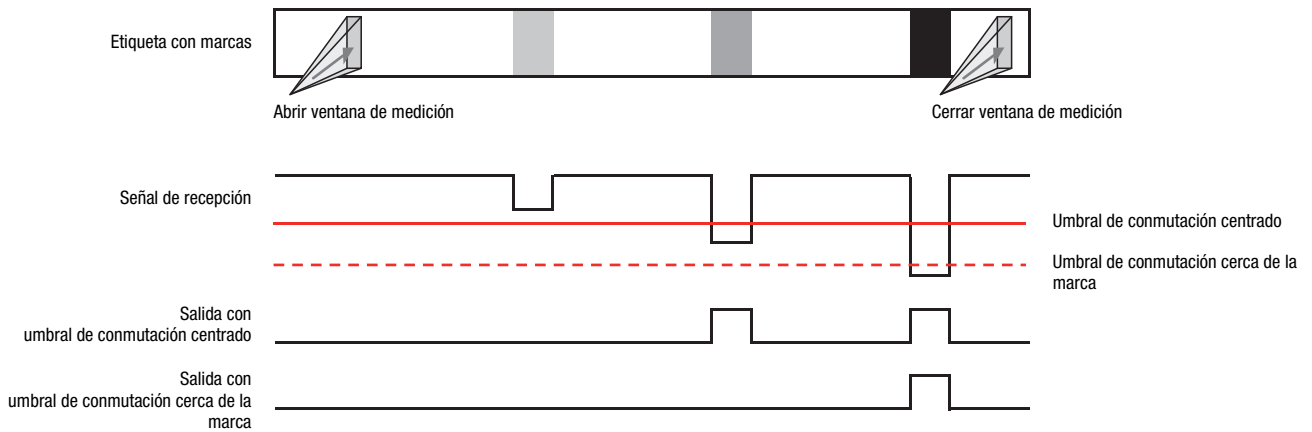 Etiqueta con marcas
Abrir ventana de medición
Cerrar ventana de medición
Señal de recepción
Umbral de conmutación centrado
Umbral de conmutación cerca de la
marca
Salida con
umbral de conmutación centrado
Salida con
umbral de conmutación cerca de la
marca